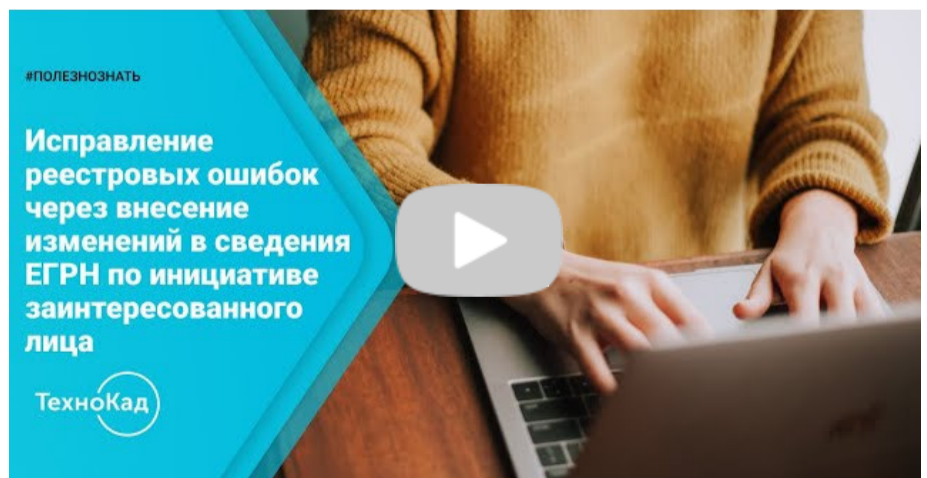 #ПОЛЕЗНОЗНАТЬ
Исправление
реестровых ошибок
через внесение
изменений в сведения
ЕГРН по инициативе
заинтересованного
лица
ТехноКад